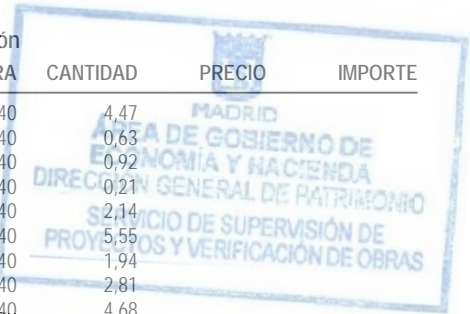 ón
RA CANTIDAD PRECIO IMPORTE
40 4,47
40 0,63
40 0,92
40 0,21
40 2,14
40 5,55
40 1,94
40 2,81
40 4,68
MADRID
ÁREA DE GOBIERNO DE
ECONOMÍA Y HACIENDA
DIRECCIÓN GENERAL DE PATRIMONIO
SERVICIO DE SUPERVISIÓN DE
PROYECTOS Y VERIFICACIÓN DE OBRAS